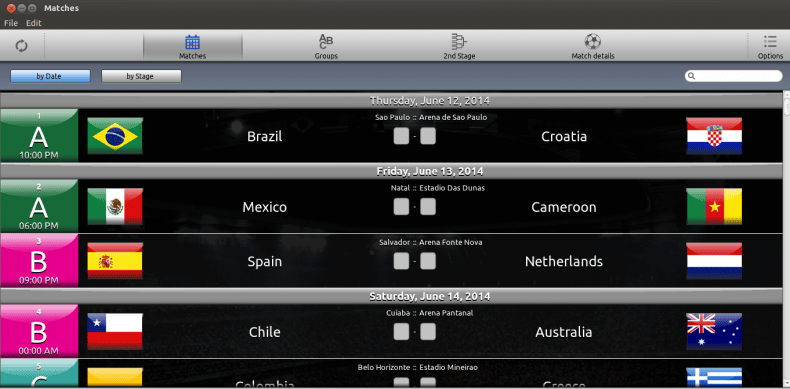 Matches
File Edit
Matches
ABC
Groups
2nd Stage
Match details
Options
by Date
by Stage
Thursday, June 12, 2014
1
A
10:00 PM
Sao Paulo :: Arena de Sao Paulo
Brazil - Croatia
Friday, June 13, 2014
2
A
06:00 PM
Natal :: Estadio Das Dunas
Mexico - Cameroon
3
B
09:00 PM
Salvador :: Arena Fonte Nova
Spain - Netherlands
Saturday, June 14, 2014
4
B
00:00 AM
Cuiaba :: Arena Pantanal
Chile - Australia
5
C
Belo Horizonte :: Estadio Mineirao
Colombia Greece